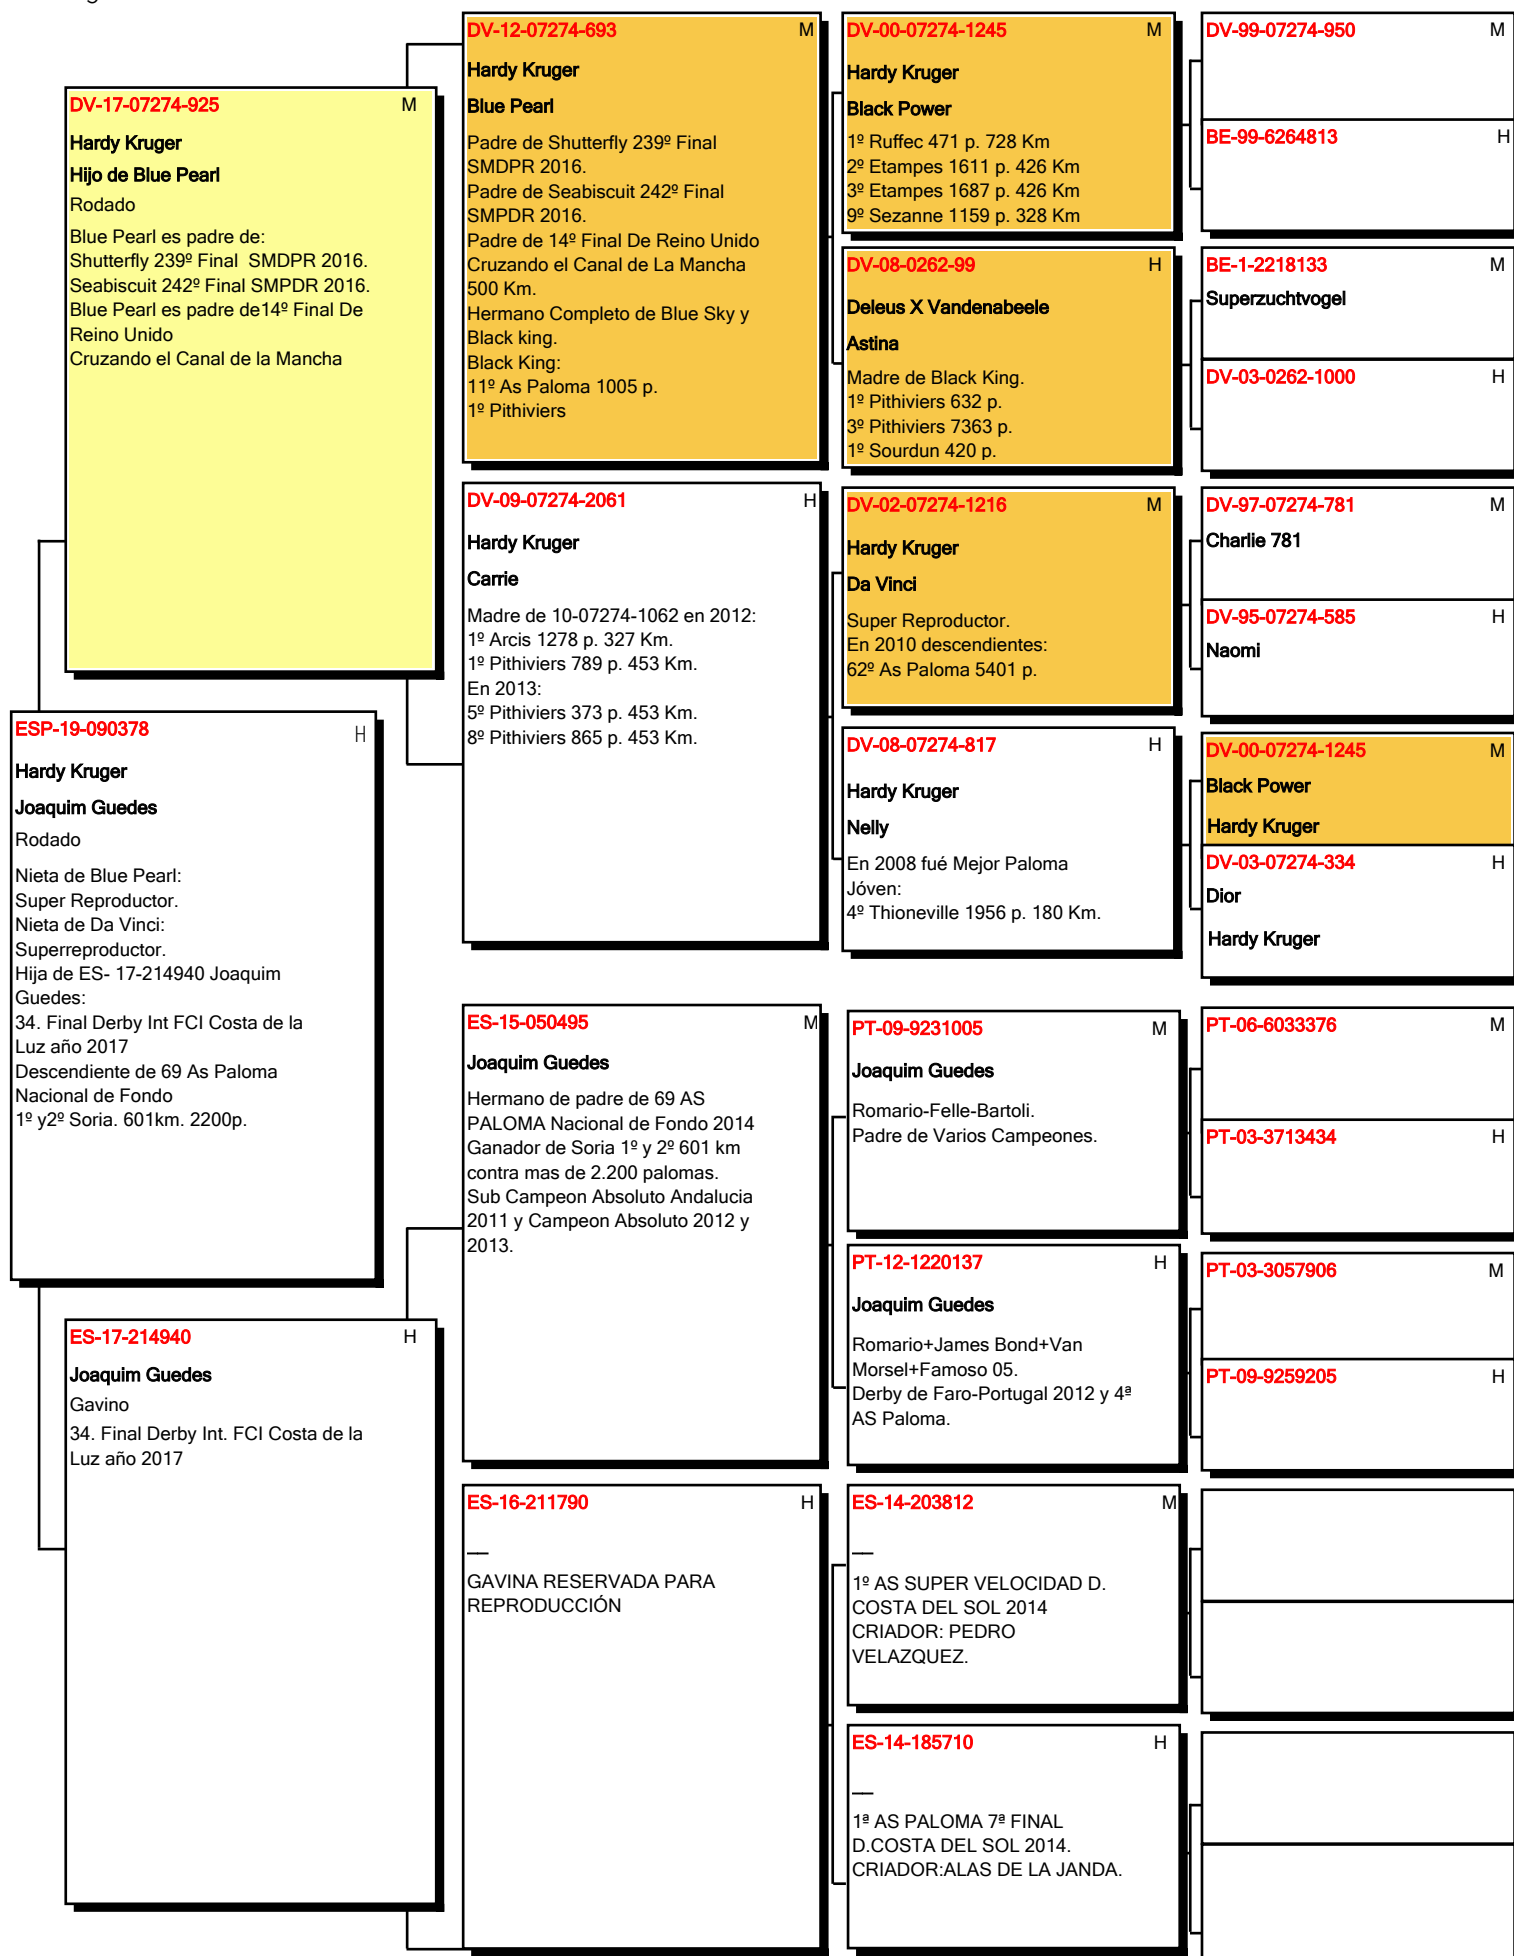 DV-17-07274-925 M
Hardy Kruger
Hijo de Blue Pearl
Rodado
Blue Pearl es padre de:
Shutterfly 239º Final SMDPR 2016.
Seabiscuit 242º Final SMPDR 2016.
Blue Pearl es padre de14º Final De
Reino Unido
Cruzando el Canal de la Mancha
ESP-19-090378 H
Hardy Kruger
Joaquim Guedes
Rodado
Nieta de Blue Pearl:
Super Reproductor.
Nieta de Da Vinci:
Superreproductor.
Hija de ES- 17-214940 Joaquim
Guedes:
34. Final Derby Int FCI Costa de la
Luz año 2017
Descendiente de 69 As Paloma
Nacional de Fondo
1º y2º Soria. 601km. 2200p.
ES-17-214940 H
Joaquim Guedes
Gavino
34. Final Derby Int. FCI Costa de la
Luz año 2017
DV-12-07274-693 M
Hardy Kruger
Blue Pearl
Padre de Shutterfly 239º Final
SMDPR 2016.
Padre de Seabiscuit 242º Final
SMPDR 2016.
Padre de 14º Final De Reino Unido
Cruzando el Canal de La Mancha
500 Km.
Hermano Completo de Blue Sky y
Black king.
Black King:
11º As Paloma 1005 p.
1º Pithiviers
DV-09-07274-2061 H
Hardy Kruger
Carrie
Madre de 10-07274-1062 en 2012:
1º Arcis 1278 p. 327 Km.
1º Pithiviers 789 p. 453 Km.
En 2013:
5º Pithiviers 373 p. 453 Km.
8º Pithiviers 865 p. 453 Km.
ES-15-050495 M
Joaquim Guedes
Hermano de padre de 69 AS
PALOMA Nacional de Fondo 2014
Ganador de Soria 1º y 2º 601 km
contra mas de 2.200 palomas.
Sub Campeon Absoluto Andalucia
2011 y Campeon Absoluto 2012 y
2013.
ES-16-211790 H
__
GAVINA RESERVADA PARA
REPRODUCCIÓN
DV-00-07274-1245 M
Hardy Kruger
Black Power
1º Ruffec 471 p. 728 Km
2º Etampes 1611 p. 426 Km
3º Etampes 1687 p. 426 Km
9º Sezanne 1159 p. 328 Km
DV-08-0262-99 H
Deleus X Vandenabeele
Astina
Madre de Black King.
1º Pithiviers 632 p.
3º Pithiviers 7363 p.
1º Sourdun 420 p.
DV-02-07274-1216 M
Hardy Kruger
Da Vinci
Super Reproductor.
En 2010 descendientes:
62º As Paloma 5401 p.
DV-08-07274-817 H
Hardy Kruger
Nelly
En 2008 fué Mejor Paloma
Jóven:
4º Thioneville 1956 p. 180 Km.
PT-09-9231005 M
Joaquim Guedes
Romario-Felle-Bartoli.
Padre de Varios Campeones.
PT-12-1220137 H
Joaquim Guedes
Romario+James Bond+Van
Morsel+Famoso 05.
Derby de Faro-Portugal 2012 y 4ª
AS Paloma.
ES-14-203812 M
__
1º AS SUPER VELOCIDAD D.
COSTA DEL SOL 2014
CRIADOR: PEDRO
VELAZQUEZ.
ES-14-185710 H
__
1ª AS PALOMA 7ª FINAL
D.COSTA DEL SOL 2014.
CRIADOR:ALAS DE LA JANDA.
DV-99-07274-950 M
BE-99-6264813 H
BE-1-2218133 M
Superzuchtvogel
DV-03-0262-1000 H
DV-97-07274-781 M
Charlie 781
DV-95-07274-585 H
Naomi
DV-00-07274-1245 M
Black Power
Hardy Kruger
DV-03-07274-334 H
Dior
Hardy Kruger
PT-06-6033376 M
PT-03-3713434 H
PT-03-3057906 M
PT-09-9259205 H